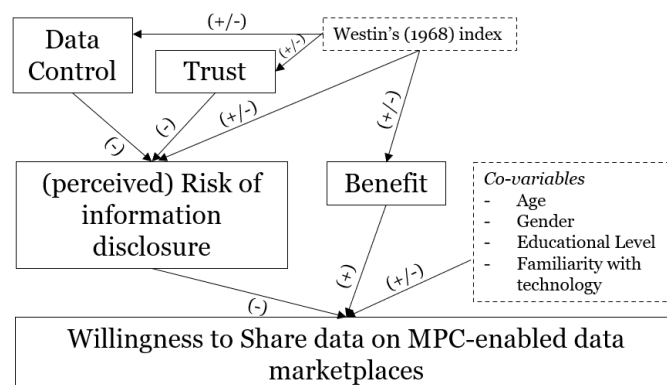 (+/-)
Westin's (1968) index
Data
Control
Trust
(+/-)
(-)
(-)
(+/-)
(+/-)
(perceived) Risk of
information
disclosure
Benefit
Co-variables
- Age
- Gender
- Educational Level
- Familiarity with
technology
(-)
(+)
(+/-)
Willingness to Share data on MPC-enabled data
marketplaces